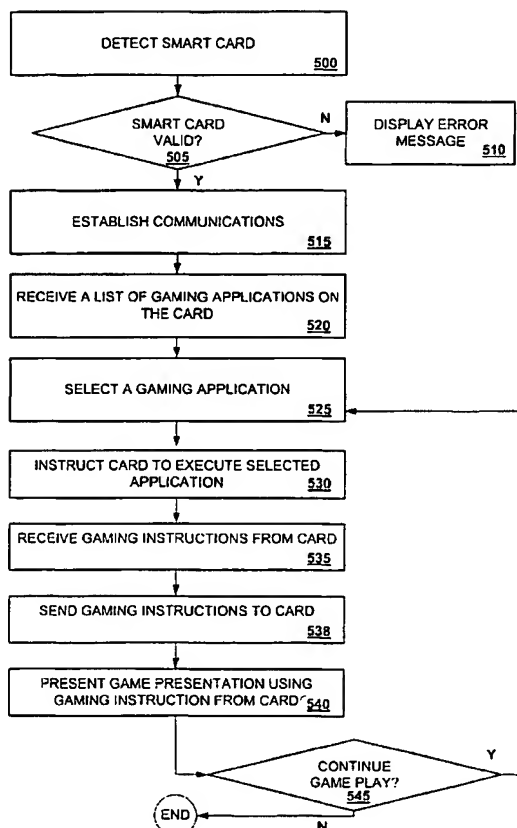 DETECT SMART CARD
500
SMART CARD
VALID?
505
N
DISPLAY ERROR
MESSAGE
510
Y
ESTABLISH COMMUNICATIONS
515
RECEIVE A LIST OF GAMING APPLICATIONS ON
THE CARD
520
SELECT A GAMING APPLICATION
525
INSTRUCT CARD TO EXECUTE SELECTED
APPLICATION
530
RECEIVE GAMING INSTRUCTIONS FROM CARD
535
SEND GAMING INSTRUCTIONS TO CARD
538
PRESENT GAME PRESENTATION USING
GAMING INSTRUCTION FROM CARDS
540
CONTINUE
GAME PLAY?
545
Y
N
END